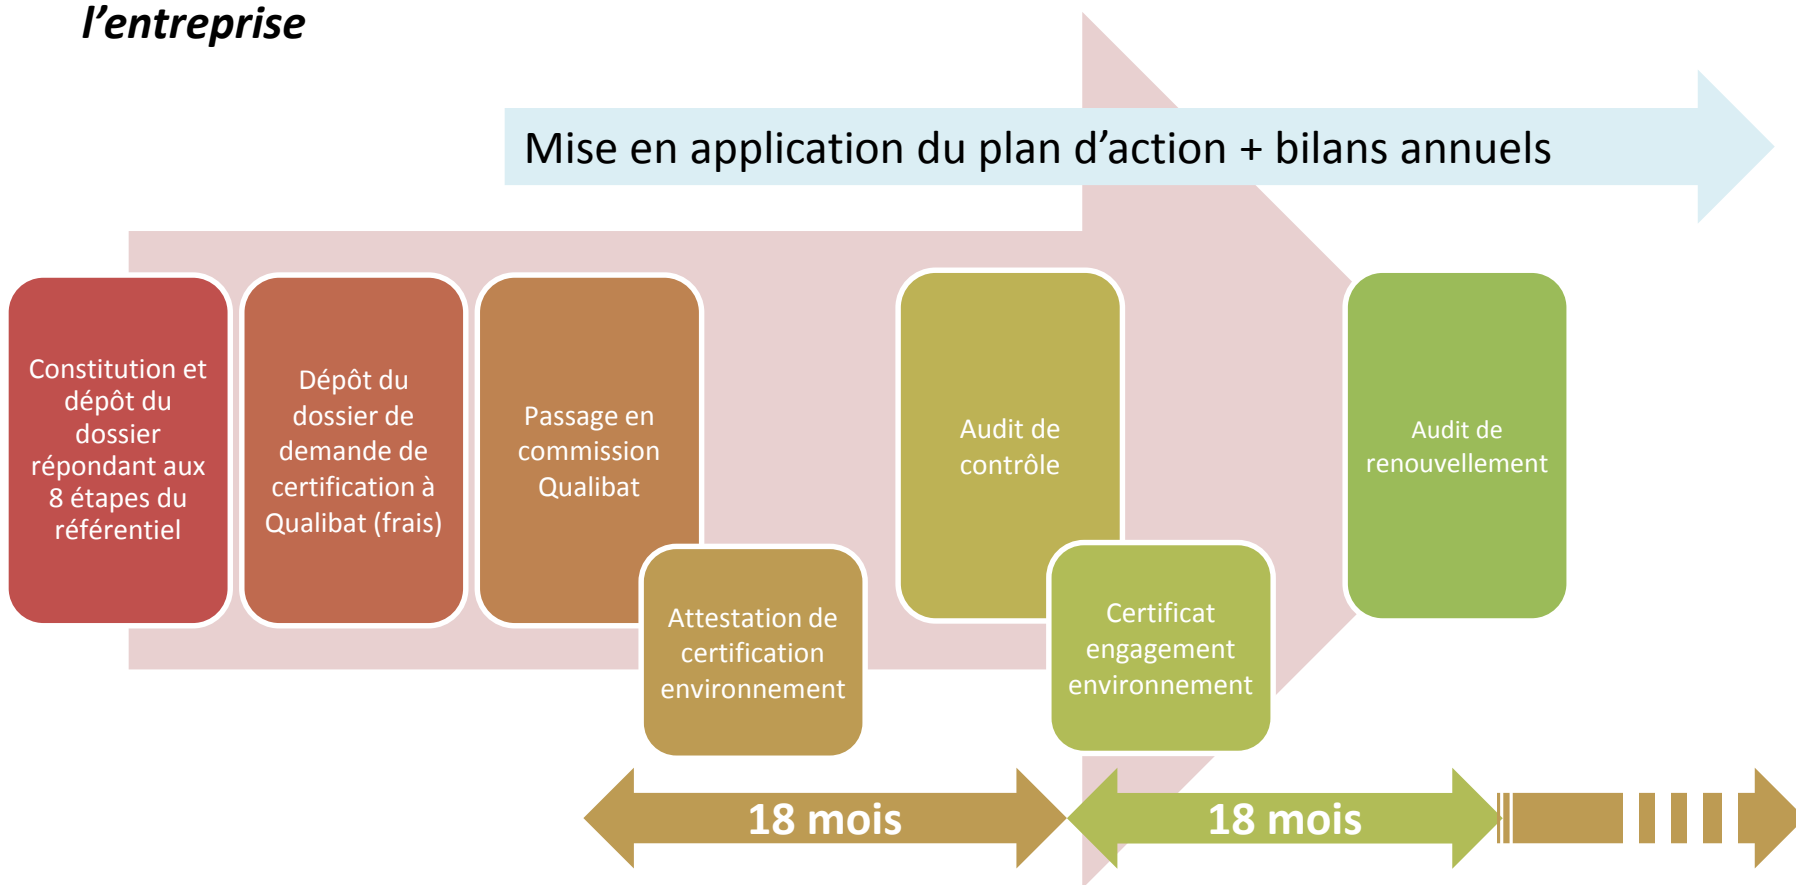 l’entreprise
Mise en application du plan d’action + bilans annuels
Constitution et
dépôt du
dossier
répondant aux
8 étapes du
référentiel
Dépôt du
dossier de
demande de
certification à
Qualibat (frais)
Passage en
commission
Qualibat
Attestation de
certification
environnement
Audit de
contrôle
Certificat
engagement
environnement
Audit de
renouvellement
18 mois
18 mois